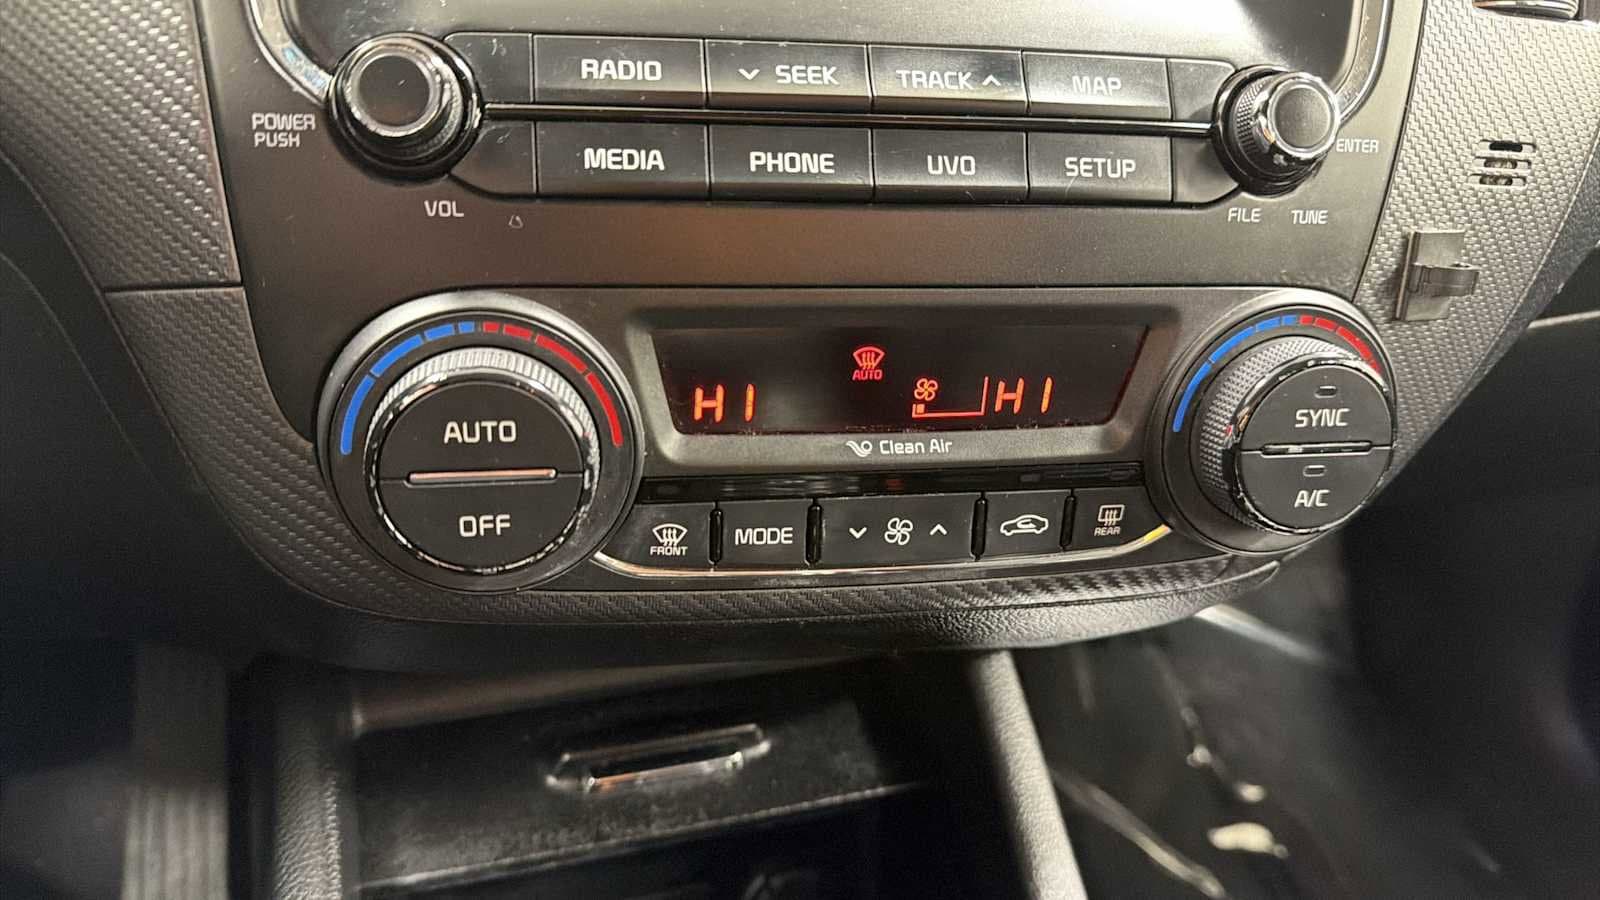 RADIO
SEEK
TRACK
MAP
POWER
PUSH
ENTER
MEDIA
PHONE
UVO
SETUP
VOL
FILE
TUNE
AUTO
HI
HI
Clean Air
AUTO
OFF
SYNC
A/C
FRONT
MODE
REAR